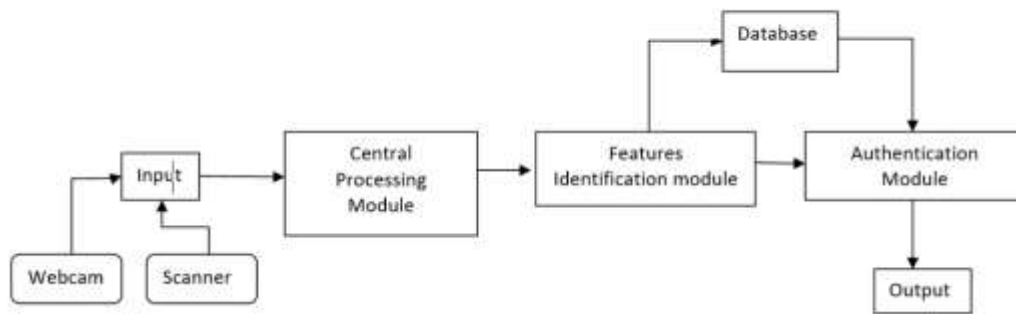 Database
Input
Central
Processing
Module
Features
Identification module
Authentication
Module
Webcam
Scanner
Output